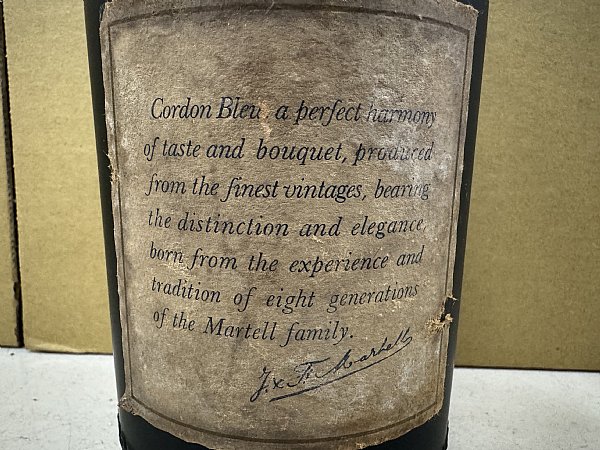 Cordon Bleu, a perfect harmony
of taste and bouquet, produced
from the finest vintages, bearing
the distinction and elegance,
born from the experience and
tradition of eight generations
of the Martell family.
J. & F. Martell